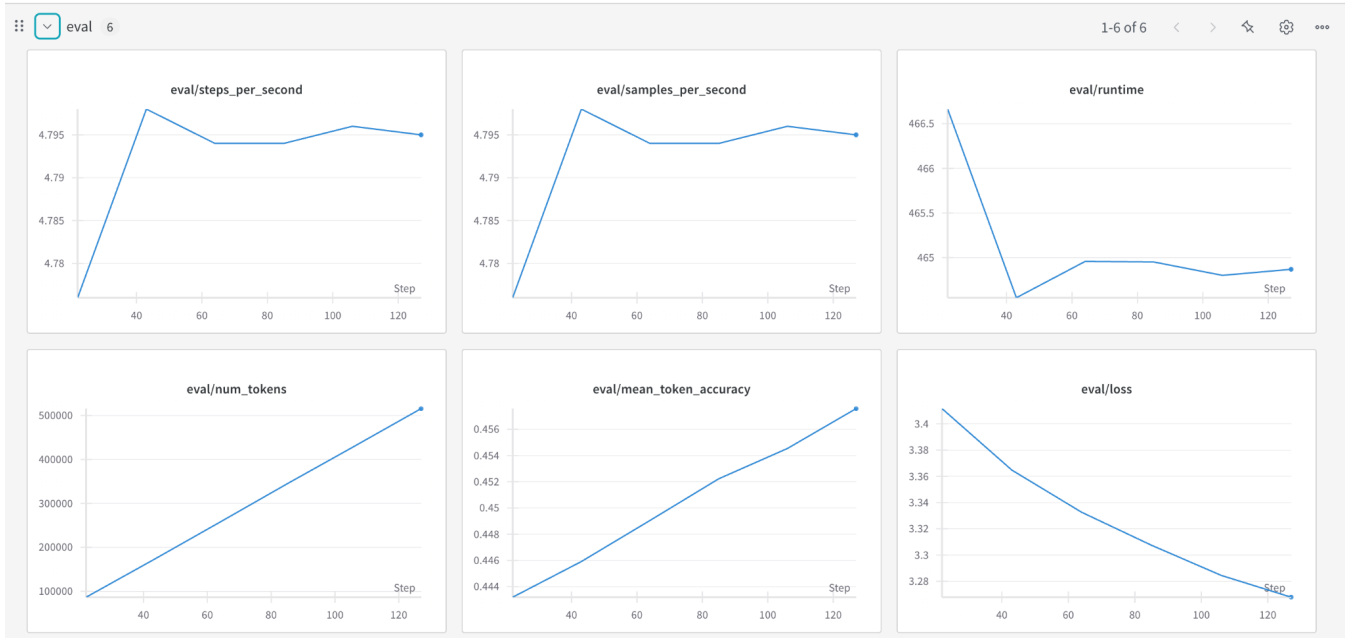 eval 6
1-6 of 6
eval/steps_per_second
4.795
4.79
4.785
4.78
Step
40 60 80 100 120
eval/samples_per_second
4.795
4.79
4.785
4.78
Step
40 60 80 100 120
eval/runtime
466.5
466
465.5
465
Step
40 60 80 100 120
eval/num_tokens
500000
400000
300000
200000
100000
Step
40 60 80 100 120
eval/mean_token_accuracy
0.456
0.454
0.452
0.45
0.448
0.446
0.444
Step
40 60 80 100 120
eval/loss
3.4
3.38
3.36
3.34
3.32
3.3
3.28
Step
40 60 80 100 120